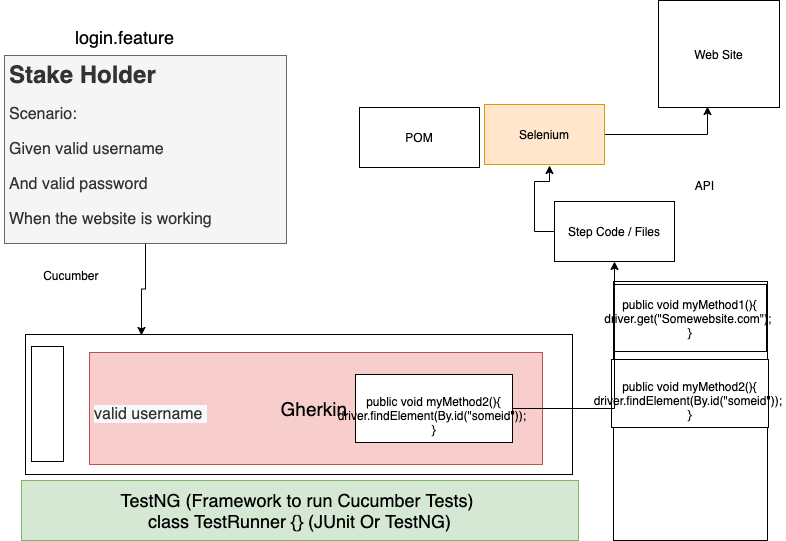 login.feature
Stake Holder
Scenario:
Given valid username
And valid password
When the website is working
Web Site
POM
Selenium
API
Step Code / Files
Cucumber
public void myMethod1(){
driver.get("Somewebsite.com");
}
valid username
Gherkin
public void myMethod2(){
driver.findElement(By.id("someid"));
}
public void myMethod2(){
driver.findElement(By.id("someid"));
}
TestNG (Framework to run Cucumber Tests)
class TestRunner {} (JUnit Or TestNG)